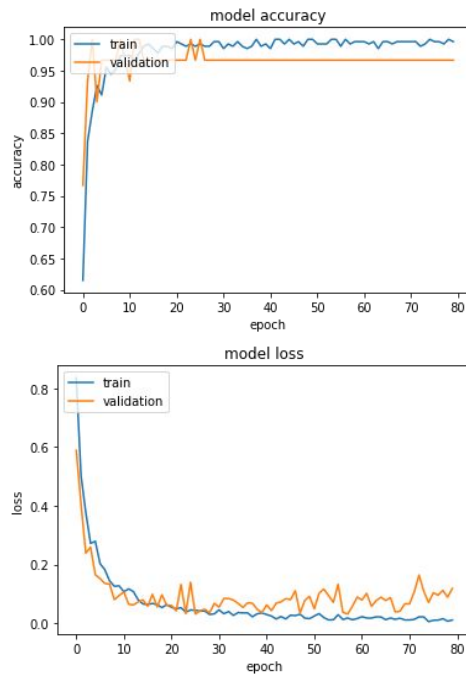 model accuracy
1.00
0.95
0.90
0.85
0.80
0.75
0.70
0.65
0.60
accuracy
train
validation
0 10 20 30 40 50 60 70 80
epoch
model loss
0.8
0.6
0.4
0.2
0.0
loss
train
validation
0 10 20 30 40 50 60 70 80
epoch